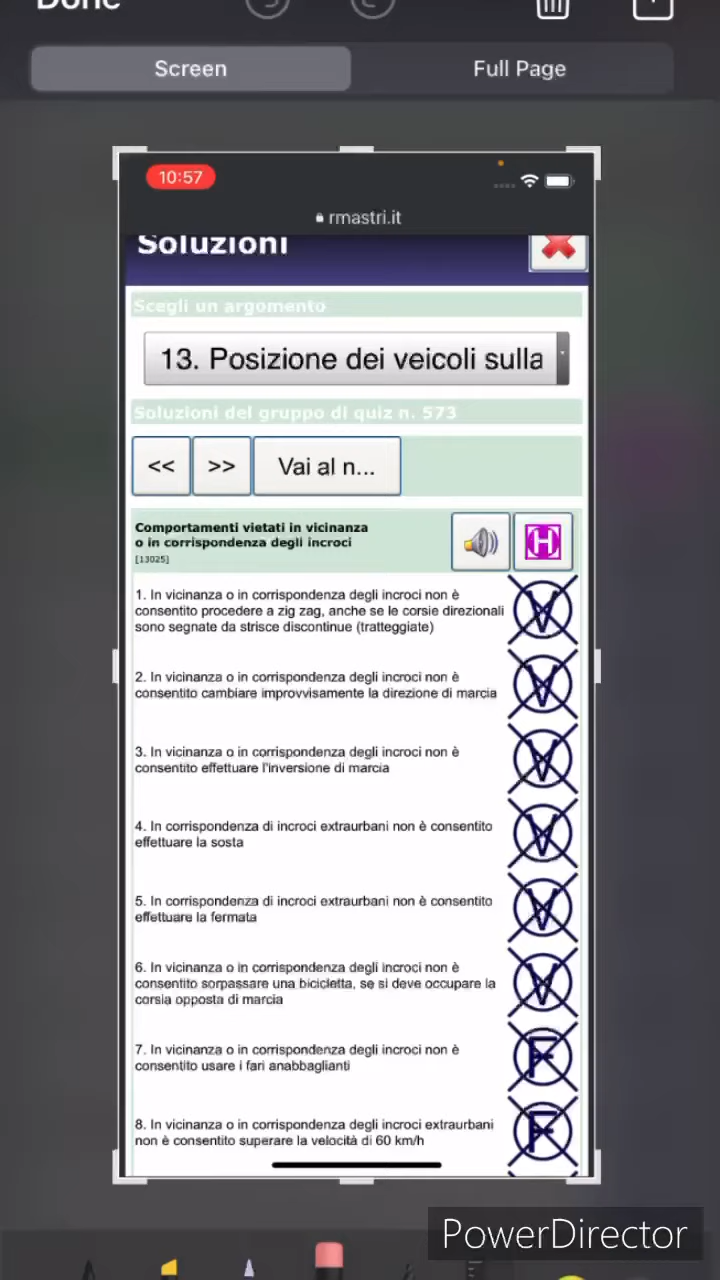 Done
Screen
Full Page
10:57
rmastri.it
Soluzioni
Scegli un argomento
13. Posizione dei veicoli sulla
Soluzioni del gruppo di quiz n. 573
<<
>>
Vai al n...
Comportamenti vietati in vicinanza
o in corrispondenza degli incroci
[13025]
H
1. In vicinanza o in corrispondenza degli incroci non è
consentito procedere a zig zag, anche se le corsie direzionali
sono segnate da strisce discontinue (tratteggiate)
V
2. In vicinanza o in corrispondenza degli incroci non è
consentito cambiare improvvisamente la direzione di marcia
V
3. In vicinanza o in corrispondenza degli incroci non è
consentito effettuare l'inversione di marcia
V
4. In corrispondenza di incroci extraurbani non è consentito
effettuare la sosta
V
5. In corrispondenza di incroci extraurbani non è consentito
effettuare la fermata
V
6. In vicinanza o in corrispondenza degli incroci non è
consentito sorpassare una bicicletta, se si deve occupare la
corsia opposta di marcia
V
7. In vicinanza o in corrispondenza degli incroci non è
consentito usare i fari anabbaglianti
F
8. In vicinanza o in corrispondenza degli incroci extraurbani
non è consentito superare la velocità di 60 km/h
F
PowerDirector